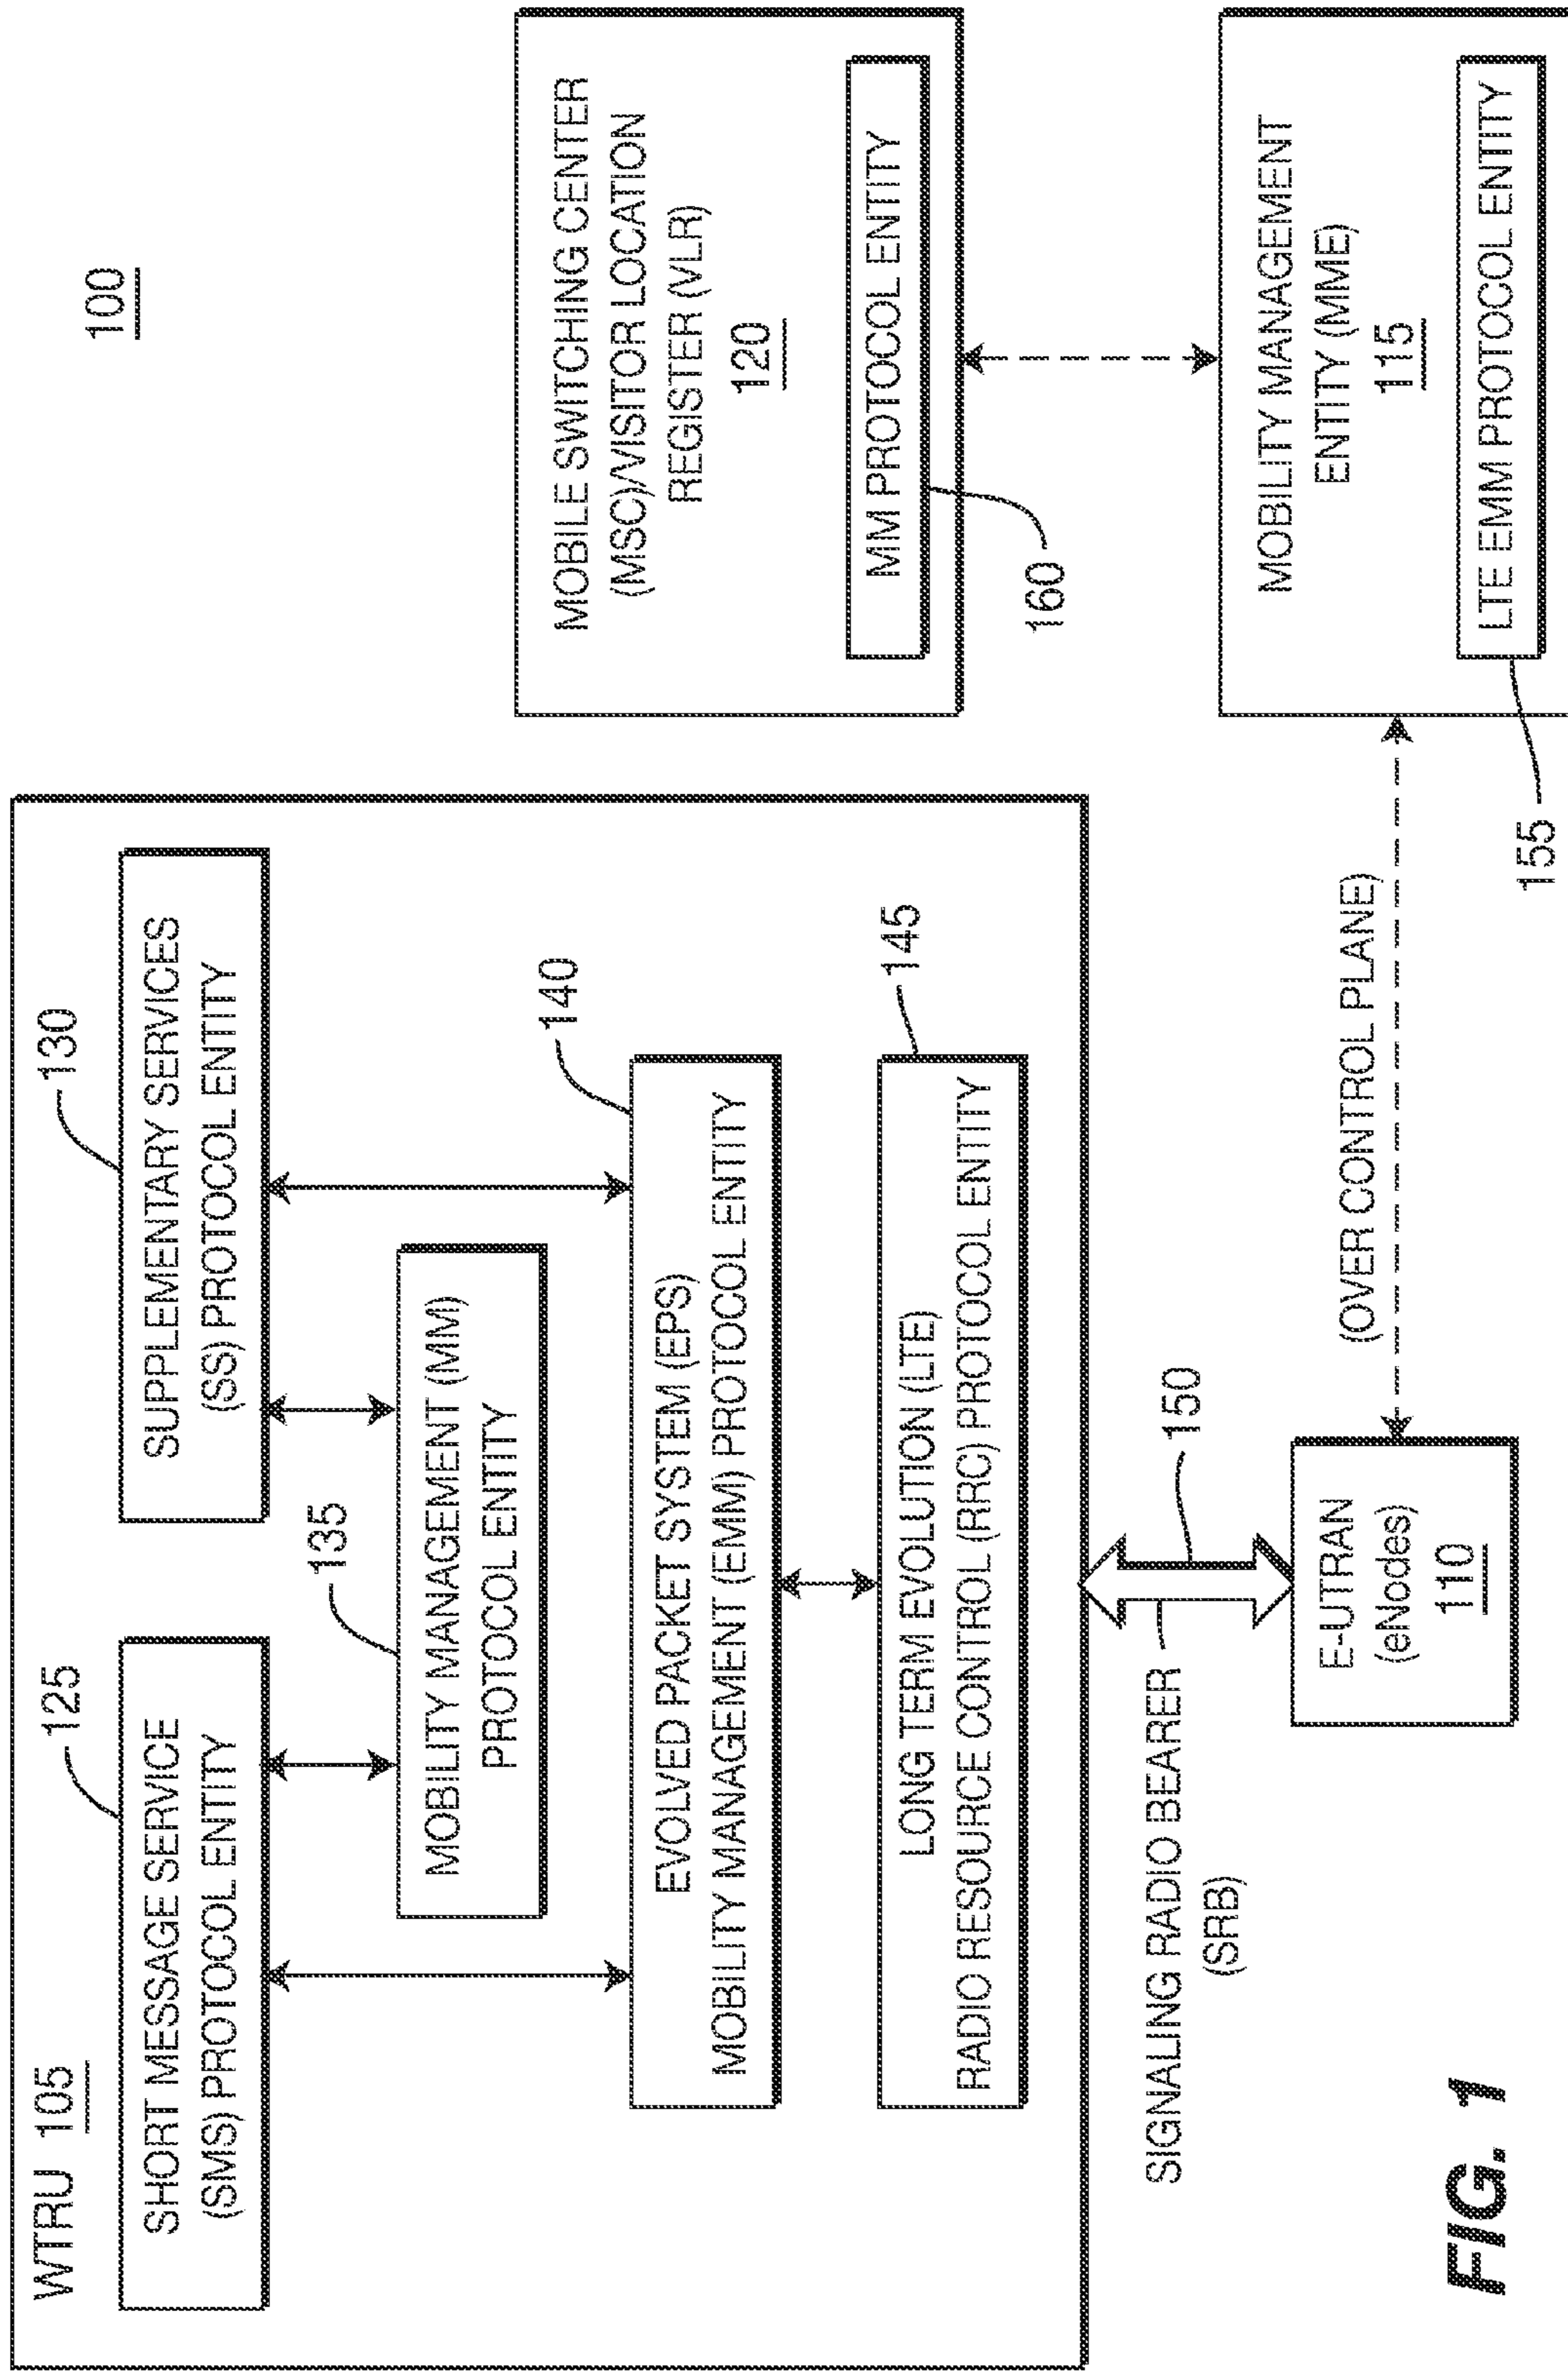 100
WTRU 105
125
SHORT MESSAGE SERVICE
(SMS) PROTOCOL ENTITY
130
SUPPLEMENTARY SERVICES
(SS) PROTOCOL ENTITY
135
MOBILITY MANAGEMENT (MM)
PROTOCOL ENTITY
140
EVOLVED PACKET SYSTEM (EPS)
MOBILITY MANAGEMENT (EMM) PROTOCOL ENTITY
145
LONG TERM EVOLUTION (LTE)
RADIO RESOURCE CONTROL (RRC) PROTOCOL ENTITY
SIGNALING RADIO BEARER
(SRB)
150
E-UTRAN
(eNodes)
110
(OVER CONTROL PLANE)
MOBILE SWITCHING CENTER
(MSC)/VISITOR LOCATION
REGISTER (VLR)
120
MM PROTOCOL ENTITY
160
MOBILITY MANAGEMENT
ENTITY (MME)
115
LTE EMM PROTOCOL ENTITY
155
FIG. 1